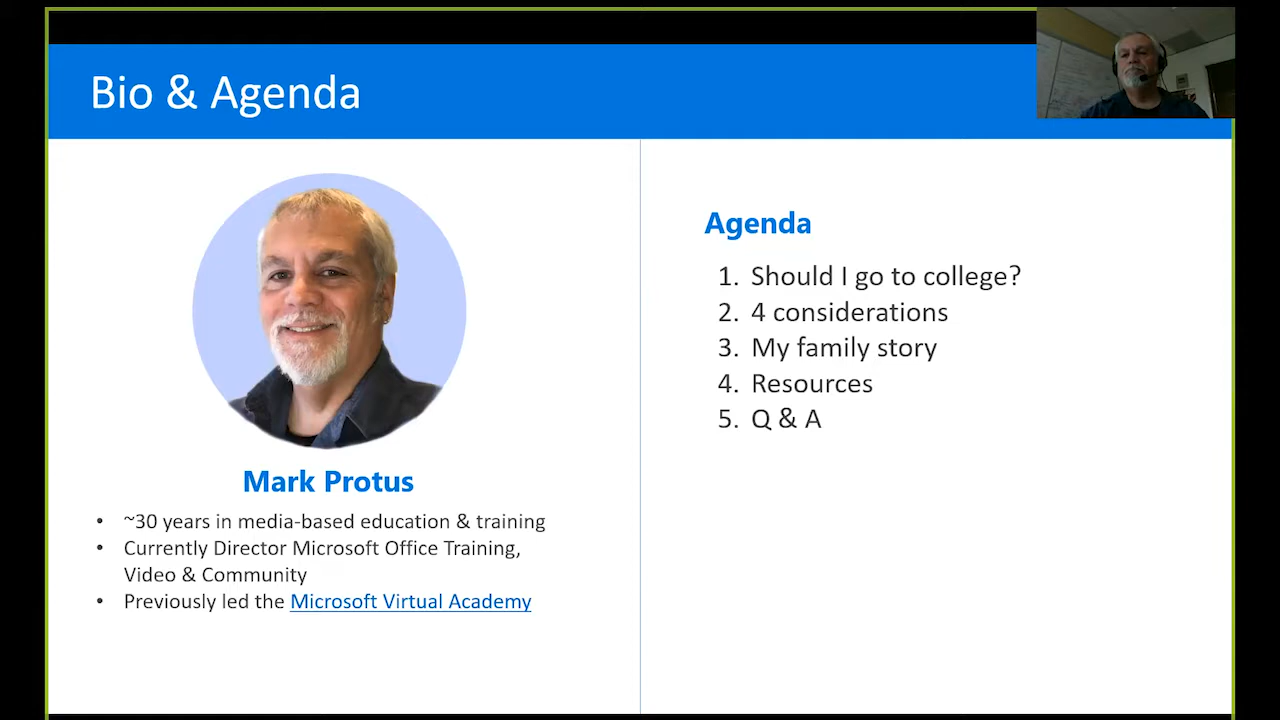 Bio & Agenda
Mark Protus
• ~30 years in media-based education & training
• Currently Director Microsoft Office Training,
Video & Community
• Previously led the Microsoft Virtual Academy
Agenda
1. Should I go to college?
2. 4 considerations
3. My family story
4. Resources
5. Q & A